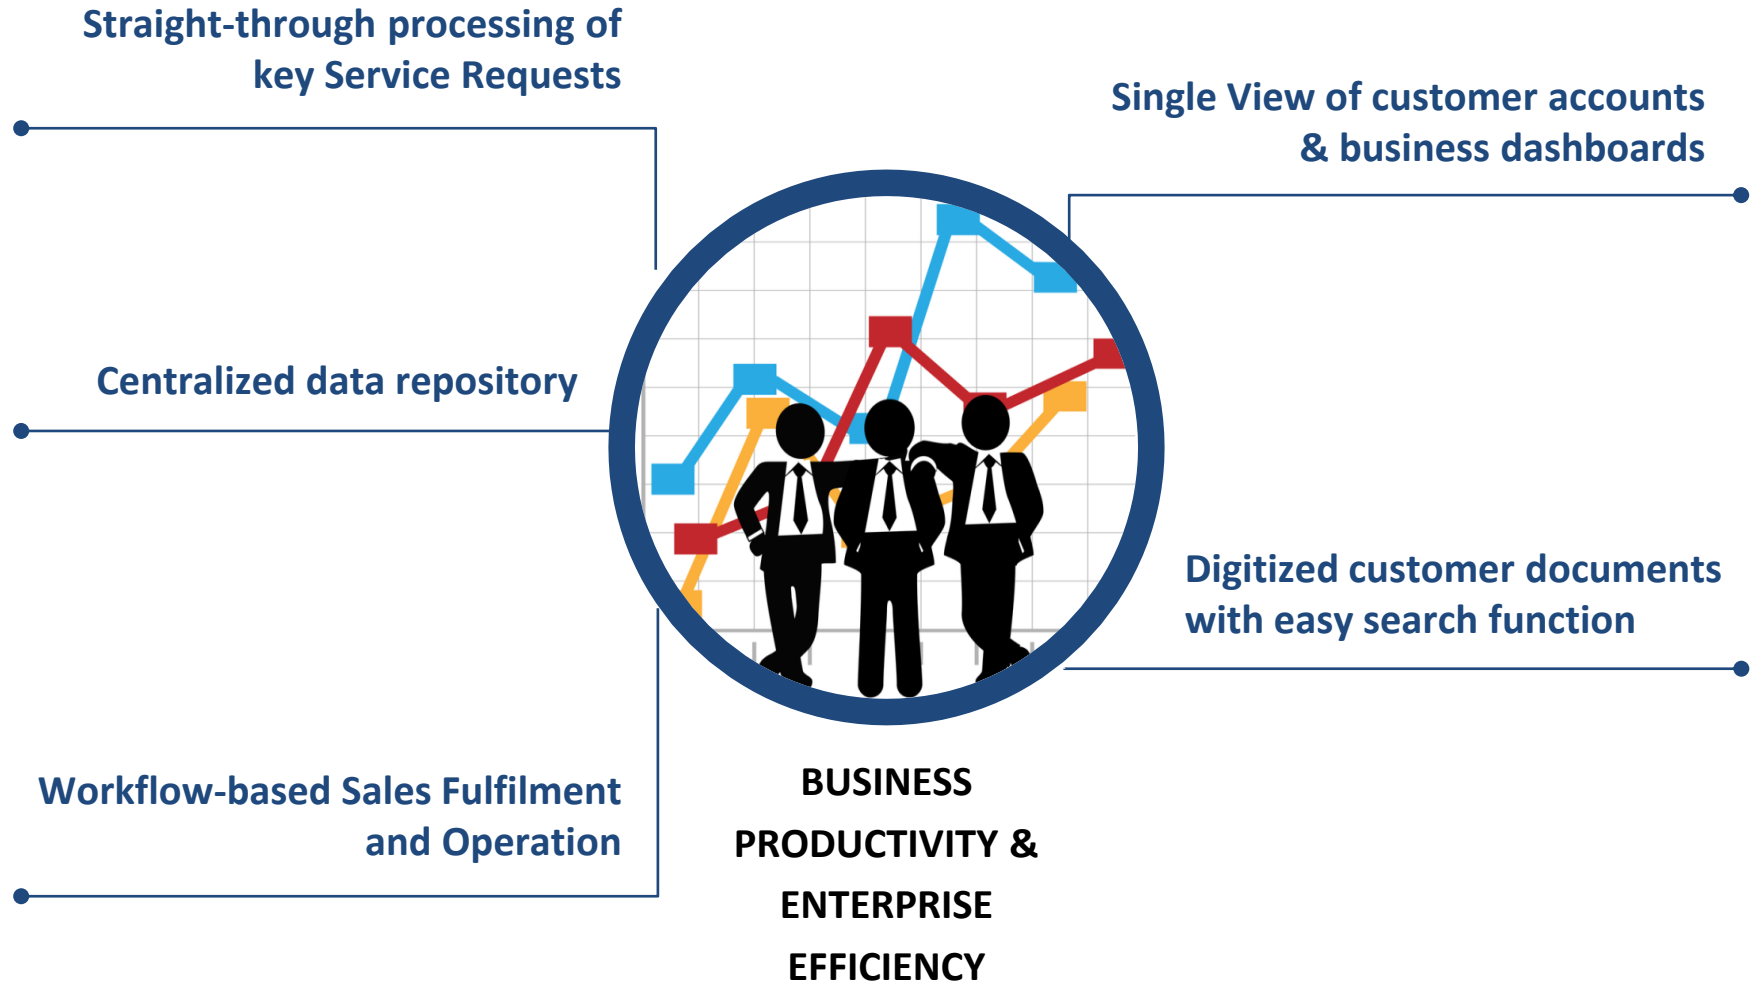 Straight-through processing of
key Service Requests
Single View of customer accounts
& business dashboards
Centralized data repository
Digitized customer documents
with easy search function
Workflow-based Sales Fulfilment
and Operation
BUSINESS
PRODUCTIVITY &
ENTERPRISE
EFFICIENCY